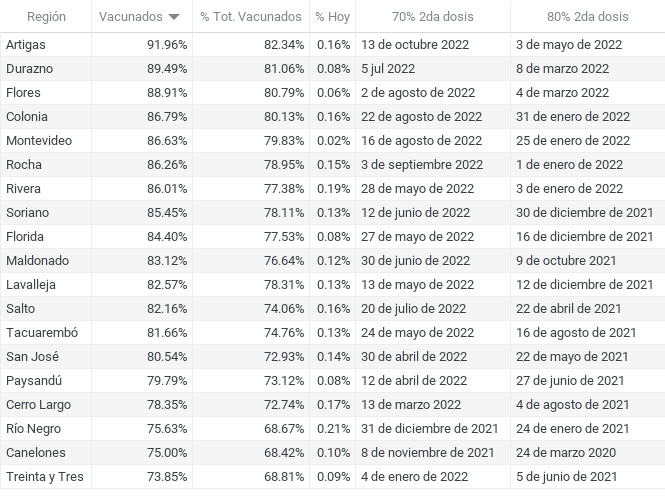 Región Vacunados % Tot. Vacunados % Hoy 70% 2da dosis 80% 2da dosis
Artigas 91.96% 82.34% 0.16% 13 de octubre 2022 3 de mayo de 2022
Durazno 89.49% 81.06% 0.08% 5 jul 2022 8 de marzo 2022
Flores 88.91% 80.79% 0.06% 2 de agosto de 2022 4 de marzo 2022
Colonia 86.79% 80.13% 0.16% 22 de agosto de 2022 31 de enero de 2022
Montevideo 86.63% 79.83% 0.02% 16 de agosto de 2022 25 de enero de 2022
Rocha 86.26% 78.95% 0.15% 3 de septiembre 2022 1 de enero de 2022
Rivera 86.01% 77.38% 0.19% 28 de mayo de 2022 3 de enero de 2022
Soriano 85.45% 78.11% 0.13% 12 de junio de 2022 30 de diciembre de 2021
Florida 84.40% 77.53% 0.08% 27 de mayo de 2022 16 de diciembre de 2021
Maldonado 83.12% 76.64% 0.12% 30 de junio de 2022 9 de octubre 2021
Lavalleja 82.57% 78.31% 0.13% 13 de mayo de 2022 12 de diciembre de 2021
Salto 82.16% 74.06% 0.16% 20 de julio de 2022 22 de abril de 2021
Tacuarembó 81.66% 74.76% 0.13% 24 de mayo de 2022 16 de agosto de 2021
San José 80.54% 72.93% 0.14% 30 de abril de 2022 22 de mayo de 2021
Paysandú 79.79% 73.12% 0.08% 12 de abril de 2022 27 de junio de 2021
Cerro Largo 78.35% 72.74% 0.17% 13 de marzo 2022 4 de agosto de 2021
Río Negro 75.63% 68.67% 0.21% 31 de diciembre de 2021 24 de enero de 2021
Canelones 75.00% 68.42% 0.10% 8 de noviembre de 2021 24 de marzo 2020
Treinta y Tres 73.85% 68.81% 0.09% 4 de enero de 2022 5 de junio de 2021